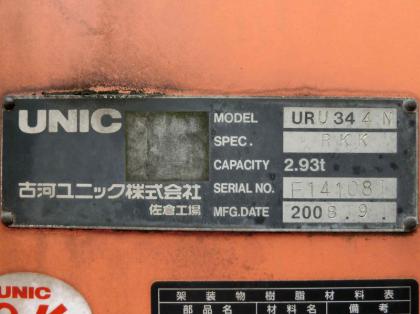 UNIC
古河ユニック株式会社
佐倉工場
MODEL URU344N
SPEC. RKK
CAPACITY 2.93t
SERIAL NO. F141081
MFG.DATE 2008.9.
UNIC
架装物樹脂材料表
部品名 材料名 備考